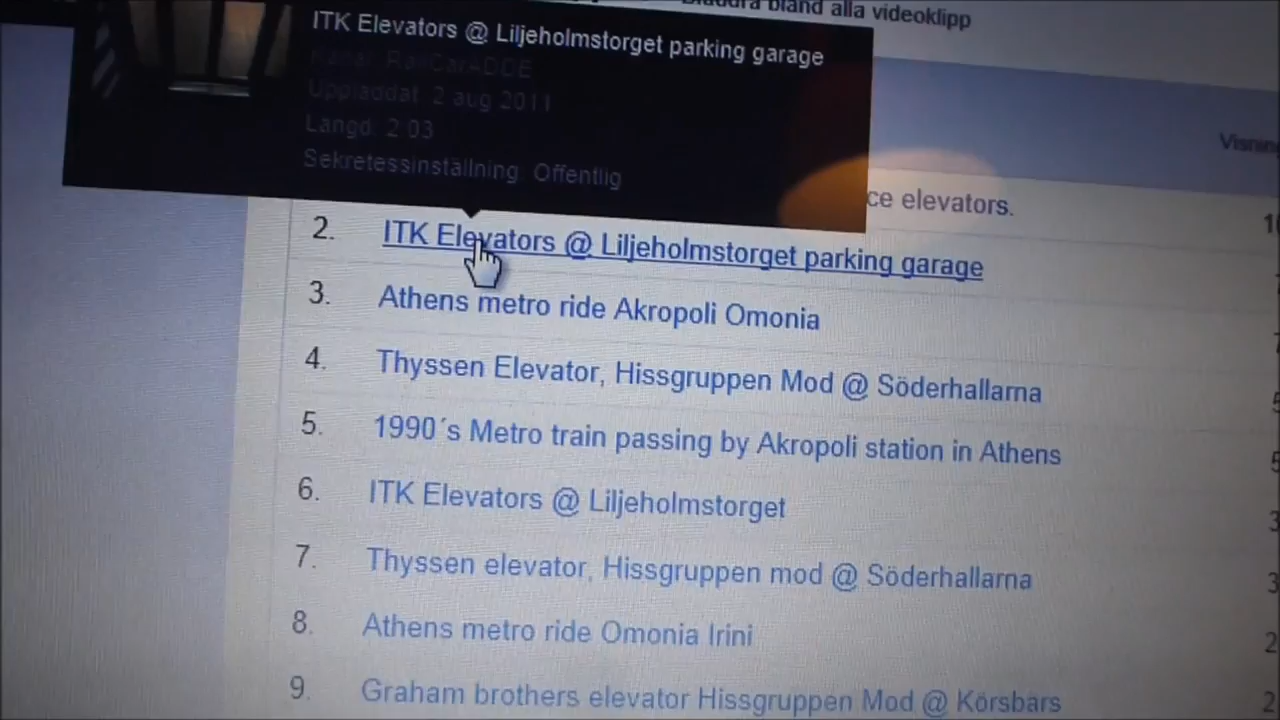 bland alla videoklipp
ITK Elevators @ Liljeholmstorget parking garage
Uppladdat: 2 aug 2011
Längd: 2:03
Sekretessinställning: Offentlig
ce elevators.
2. ITK Elevators @ Liljeholmstorget parking garage
3. Athens metro ride Akropoli Omonia
4. Thyssen Elevator, Hissgruppen Mod @ Söderhallarna
5. 1990´s Metro train passing by Akropoli station in Athens
6. ITK Elevators @ Liljeholmstorget
7. Thyssen elevator, Hissgruppen mod @ Söderhallarna
8. Athens metro ride Omonia Irini
9. Graham brothers elevator Hissgruppen Mod @ Körsbärs